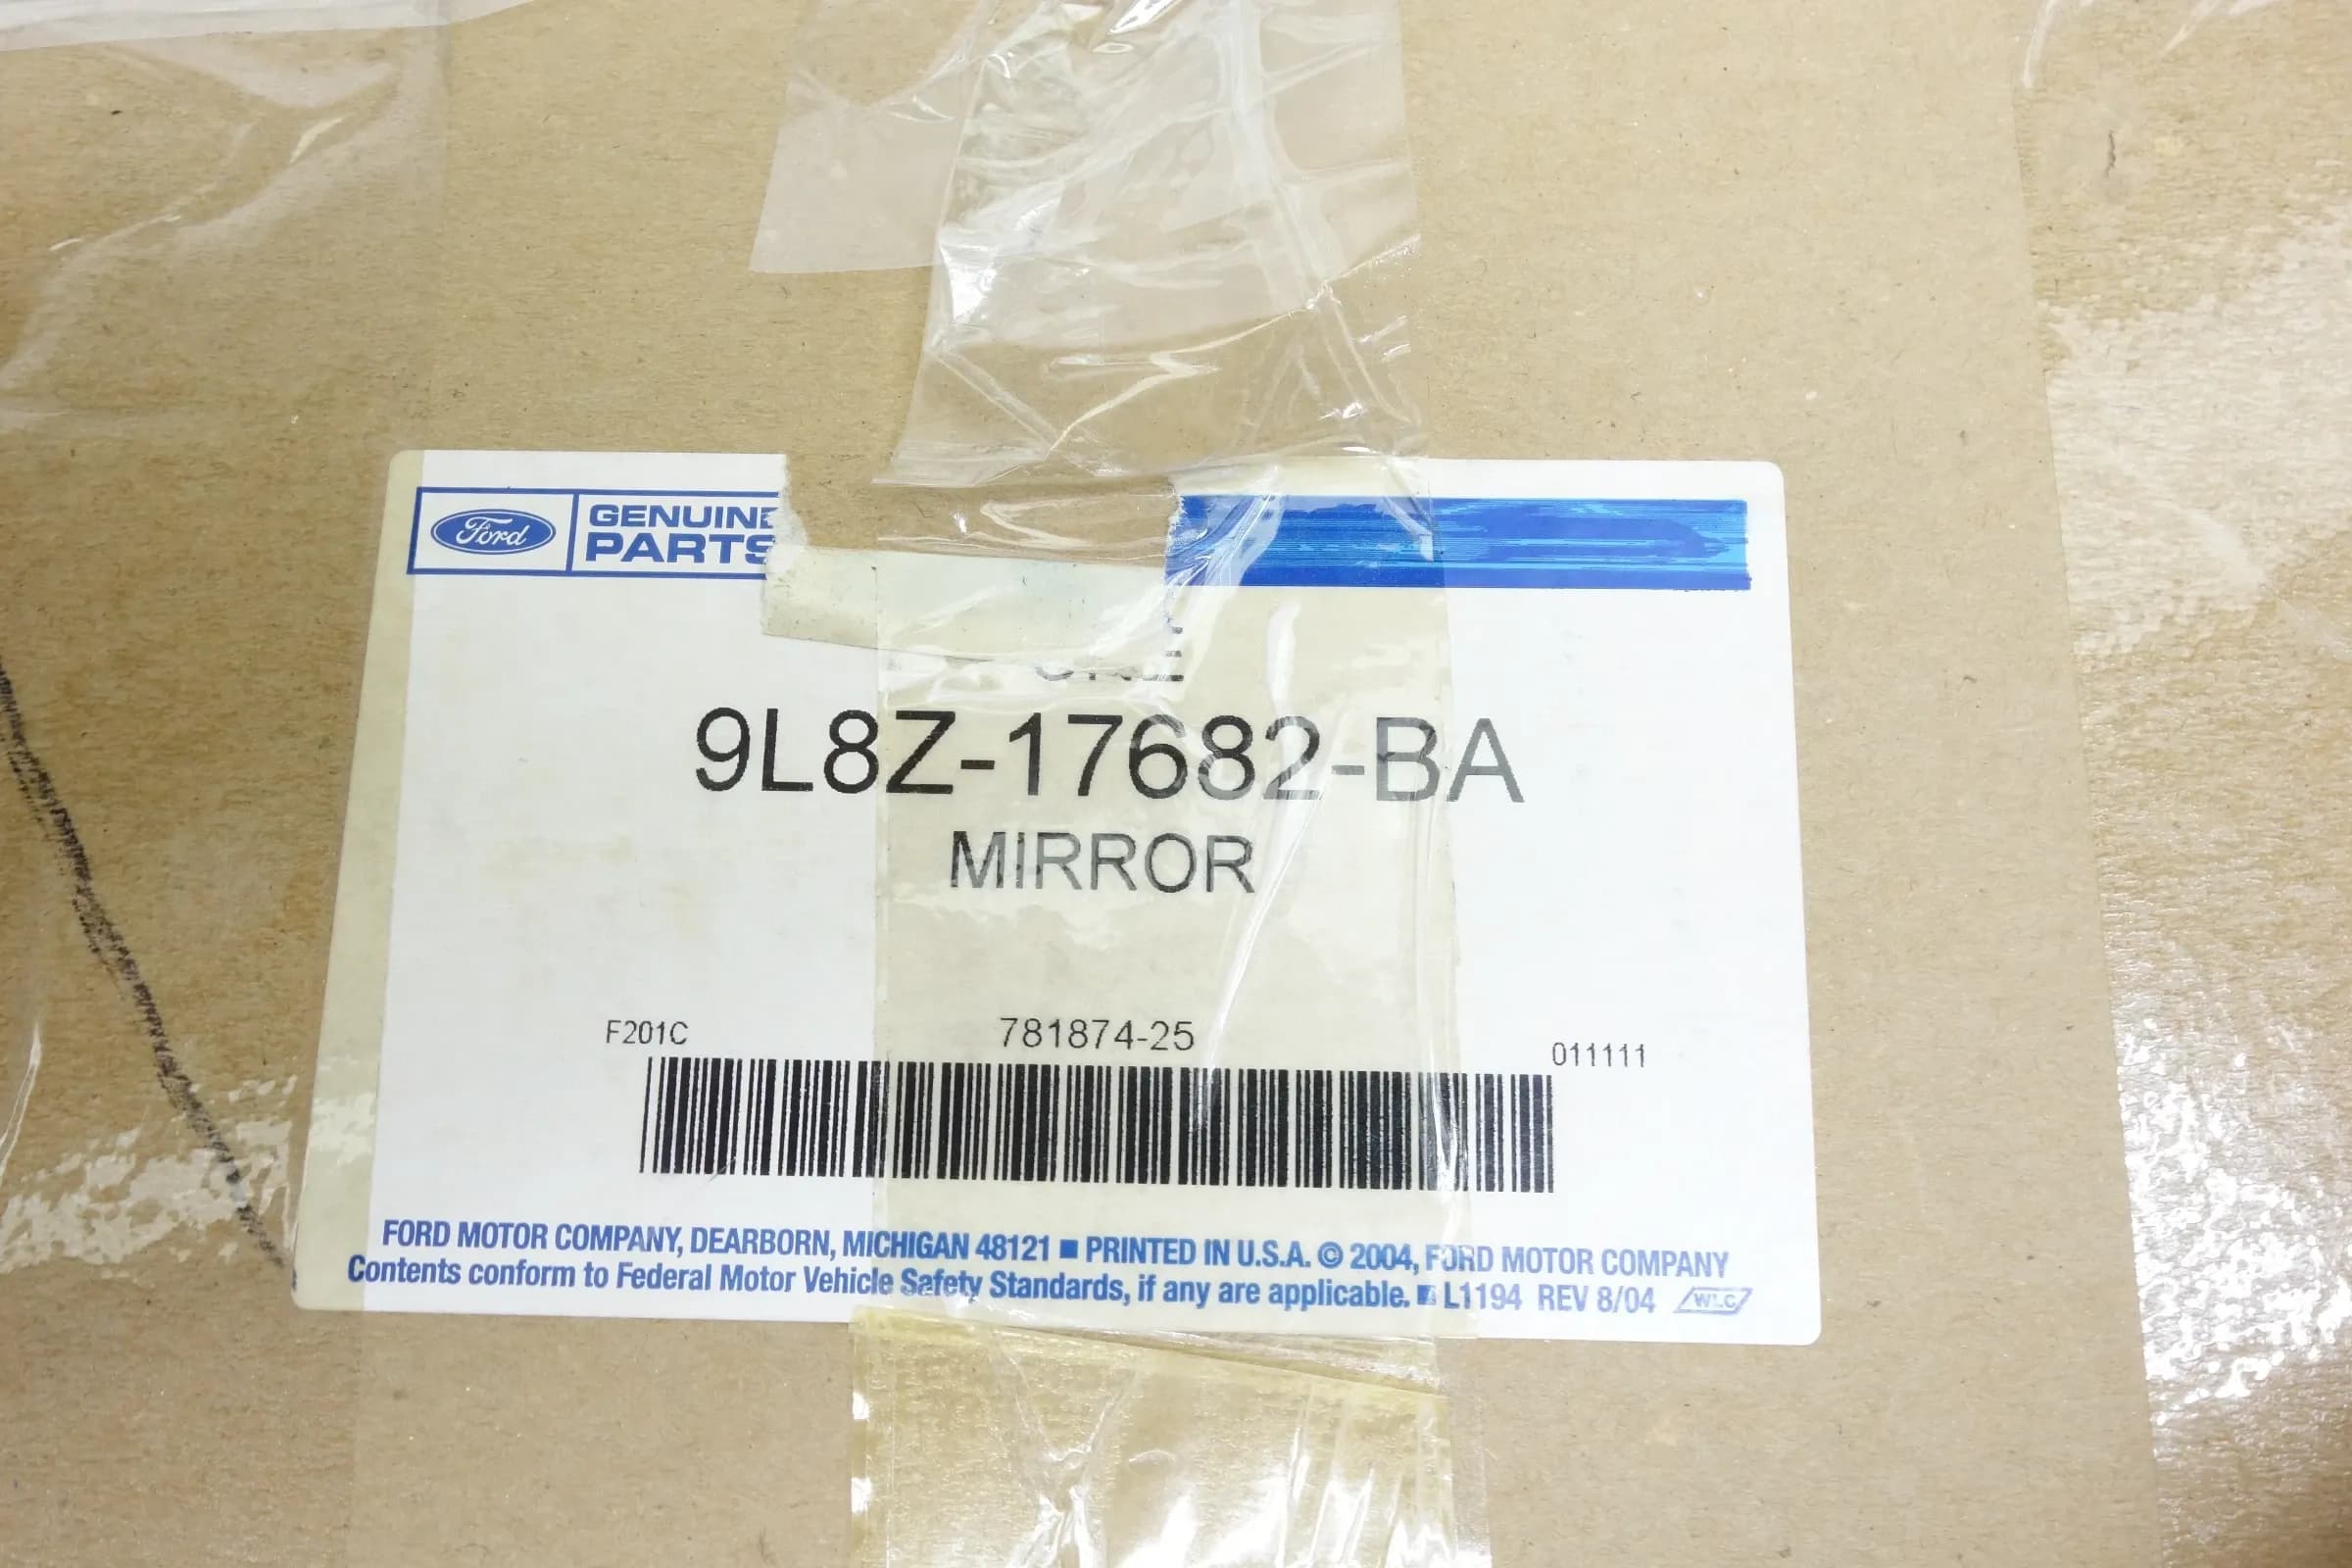 Ford GENUINE
PARTS
9L8Z-17682-BA
MIRROR
F201C 781874-25 011111
FORD MOTOR COMPANY, DEARBORN, MICHIGAN 48121 ■ PRINTED IN U.S.A. © 2004, FORD MOTOR COMPANY
Contents conform to Federal Motor Vehicle Safety Standards, if any are applicable. ■ L1194 REV 8/04 WLC